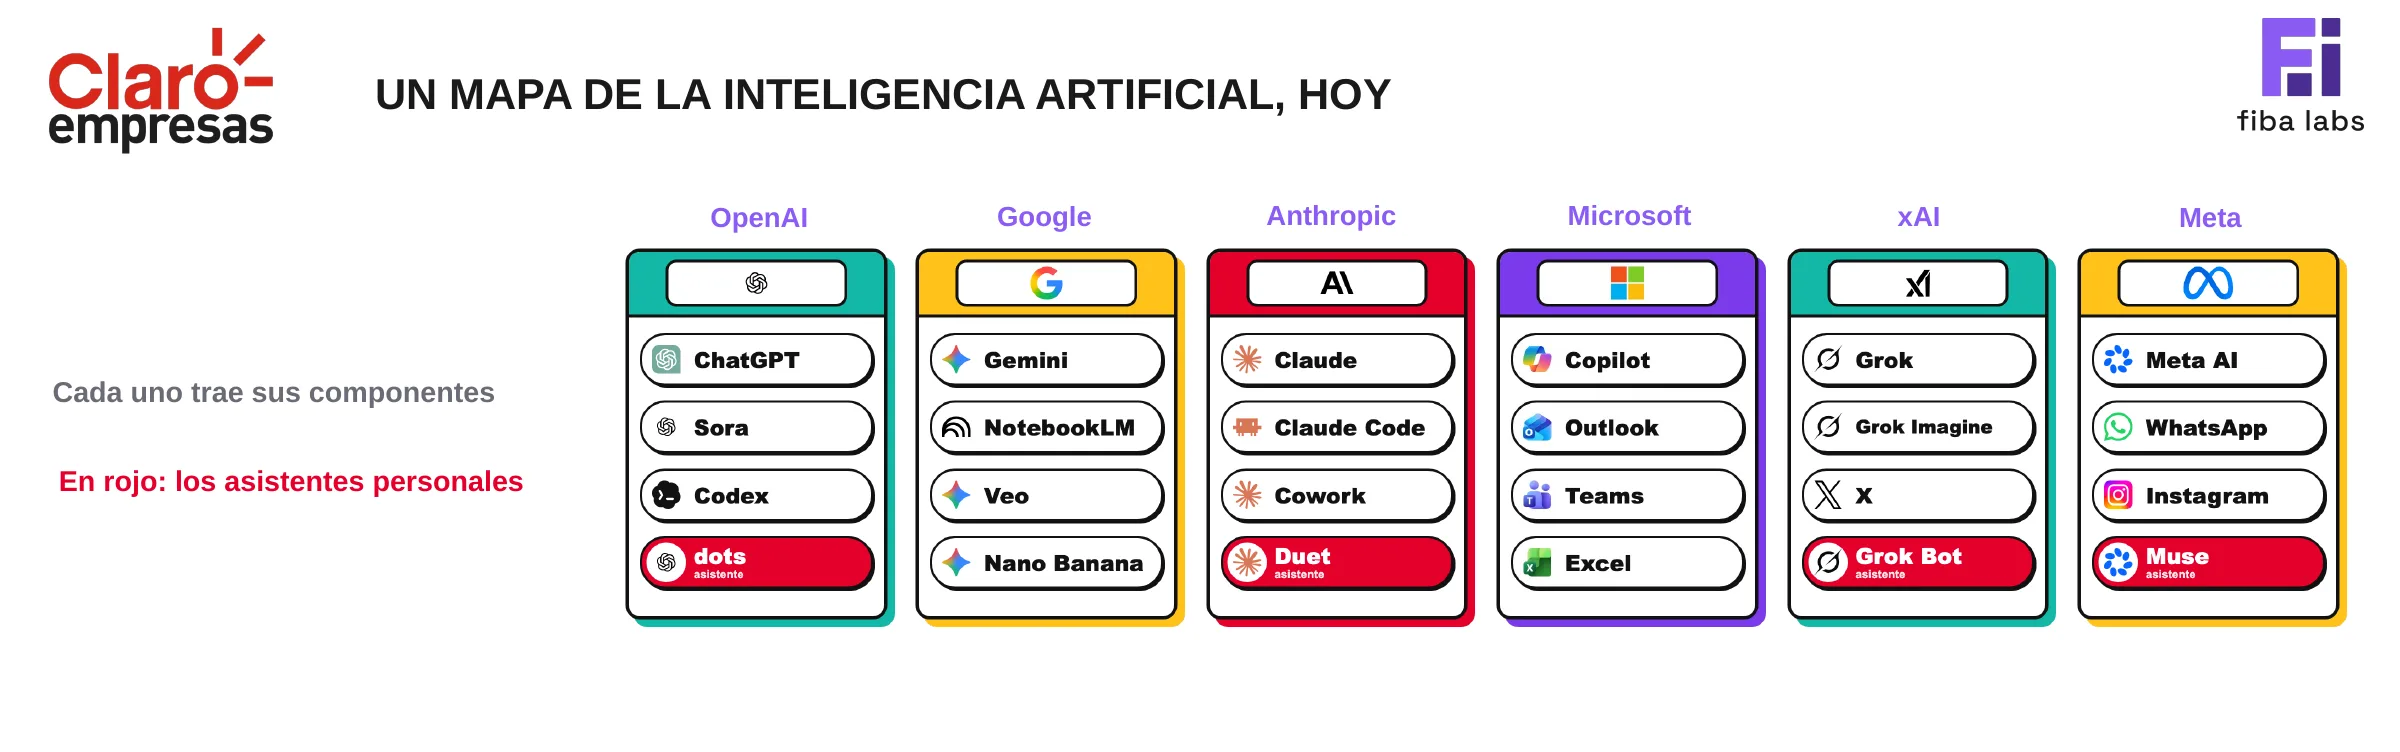 Claro
empresas
UN MAPA DE LA INTELIGENCIA ARTIFICIAL, HOY
fiba labs
Cada uno trae sus componentes
En rojo: los asistentes personales
OpenAI
ChatGPT
Sora
Codex
dots
asistente
Google
Gemini
NotebookLM
Veo
Nano Banana
Anthropic
Claude
Claude Code
Cowork
Duet
asistente
Microsoft
Copilot
Outlook
Teams
Excel
xAI
Grok
Grok Imagine
X
Grok Bot
asistente
Meta
Meta AI
WhatsApp
Instagram
Muse
asistente